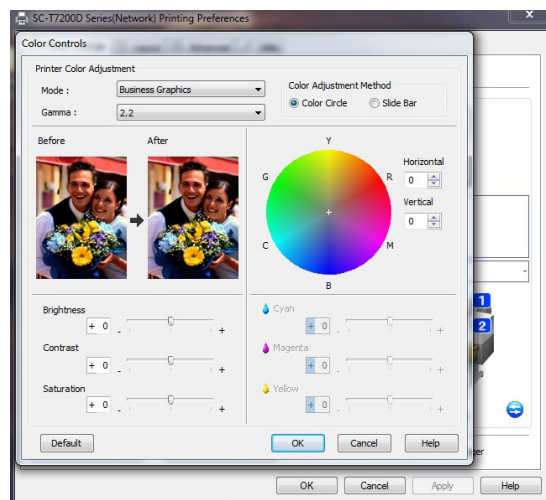 SC-T7200D Series(Network) Printing Preferences
Color Controls
Printer Color Adjustment
Mode :
Business Graphics
Gamma :
2.2
Color Adjustment Method
Color Circle
Slide Bar
Before
After
Y
G
R
C
M
B
Horizontal
0
Vertical
0
Brightness
+ 0
- +
Contrast
+ 0
- +
Saturation
+ 0
- +
Cyan
+ 0
- +
Magenta
+ 0
- +
Yellow
+ 0
- +
1
2
Default
OK
Cancel
Help
OK
Cancel
Apply
Help